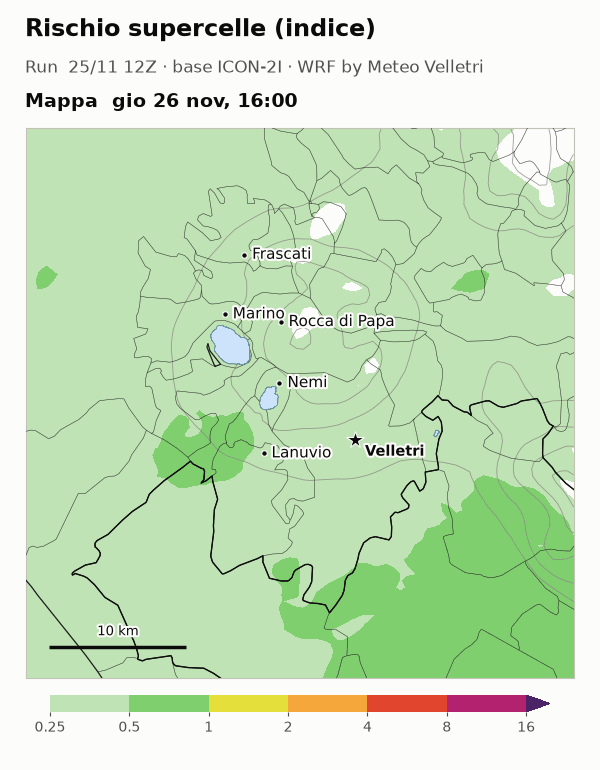 Rischio supercelle (indice)
Run  25/11 12Z · base ICON-2I · WRF by Meteo Velletri
Mappa  gio 26 nov, 16:00
Frascati
Marino
Rocca di Papa
Nemi
Velletri
Lanuvio
10 km
0.25 0.5 1 2 4 8 16